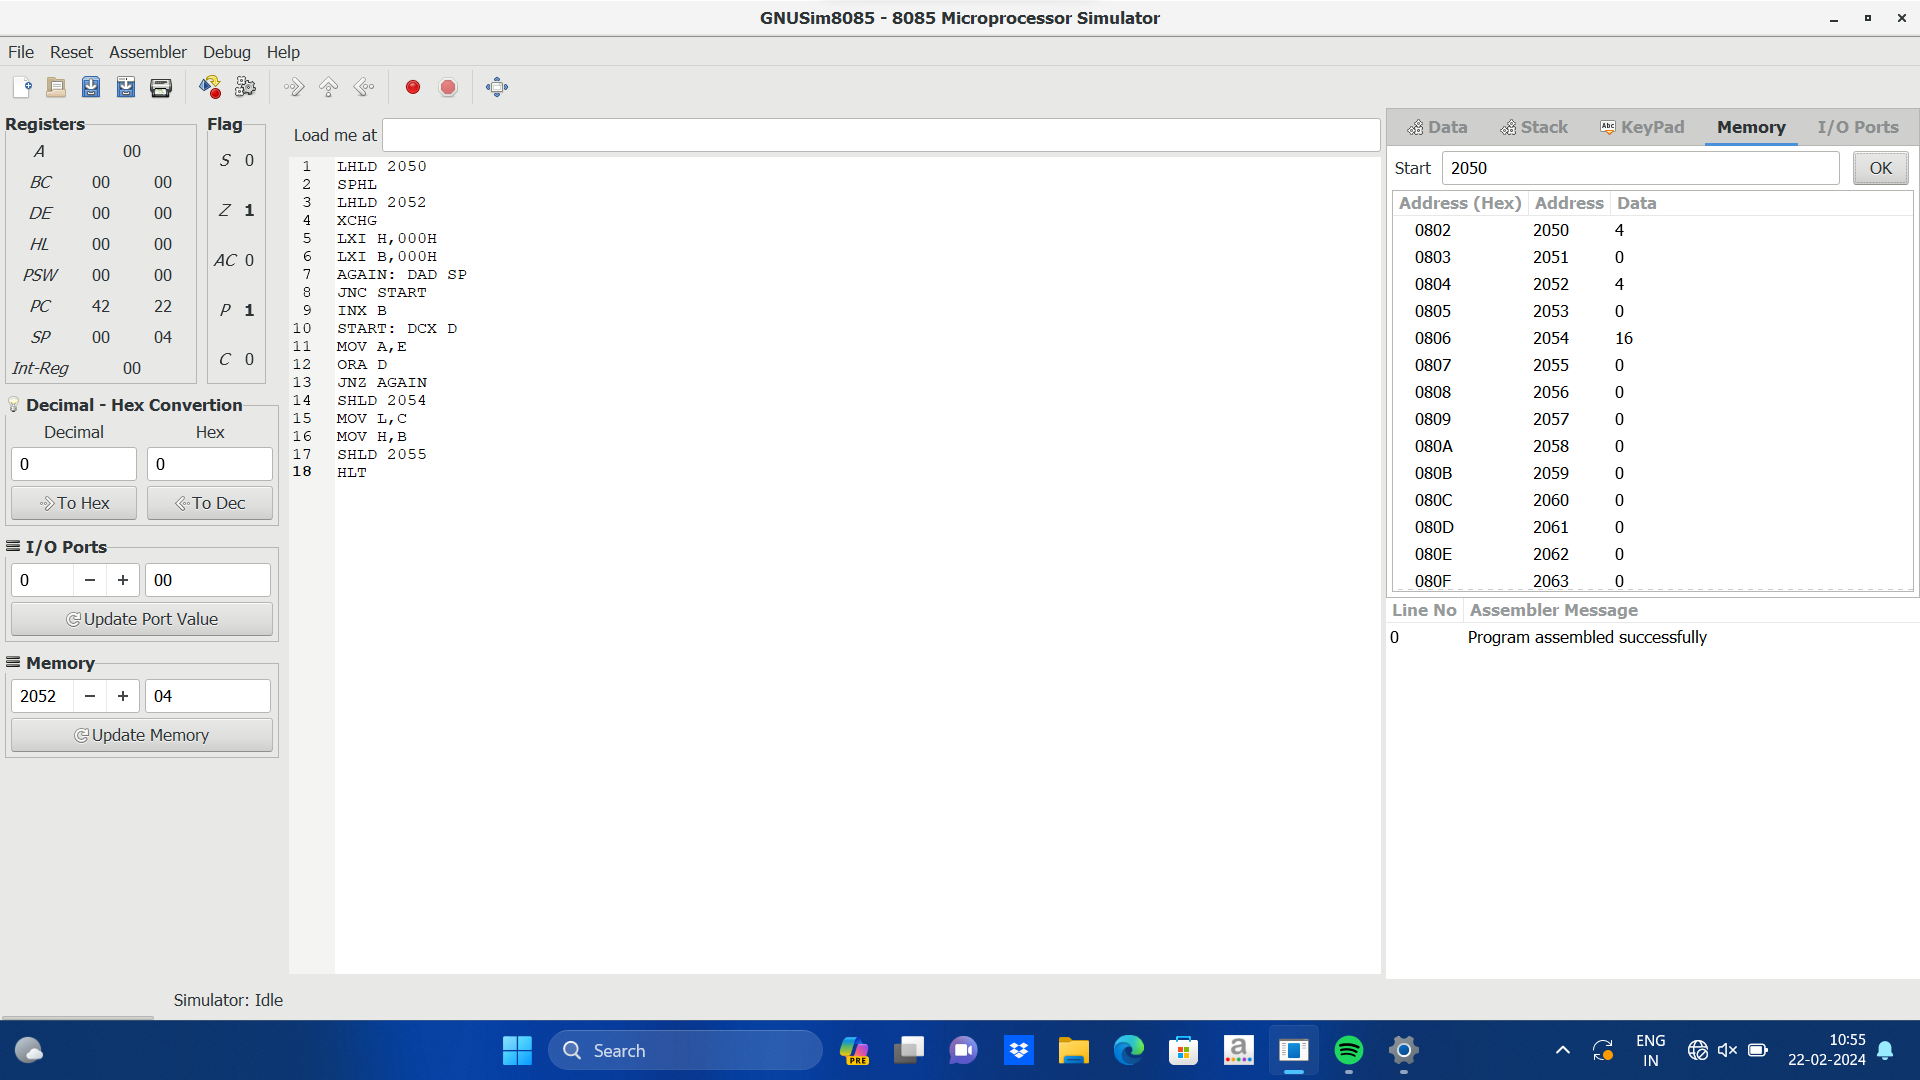 GNUSim8085 - 8085 Microprocessor Simulator
File Reset Assembler Debug Help
Registers
A 00
BC 00 00
DE 00 00
HL 00 00
PSW 00 00
PC 42 22
SP 00 04
Int-Reg 00
Flag
S 0
Z 1
AC 0
P 1
C 0
Decimal - Hex Convertion
Decimal Hex
0 0
To Hex To Dec
I/O Ports
0 − + 00
Update Port Value
Memory
2052 − + 04
Update Memory
Load me at
1 LHLD 2050
2 SPHL
3 LHLD 2052
4 XCHG
5 LXI H,000H
6 LXI B,000H
7 AGAIN: DAD SP
8 JNC START
9 INX B
10 START: DCX D
11 MOV A,E
12 ORA D
13 JNZ AGAIN
14 SHLD 2054
15 MOV L,C
16 MOV H,B
17 SHLD 2055
18 HLT
Data Stack Abc KeyPad Memory I/O Ports
Start 2050 OK
Address (Hex) Address Data
0802 2050 4
0803 2051 0
0804 2052 4
0805 2053 0
0806 2054 16
0807 2055 0
0808 2056 0
0809 2057 0
080A 2058 0
080B 2059 0
080C 2060 0
080D 2061 0
080E 2062 0
080F 2063 0
Line No Assembler Message
0 Program assembled successfully
Simulator: Idle
Search
PRE
a
ENG
IN
10:55
22-02-2024